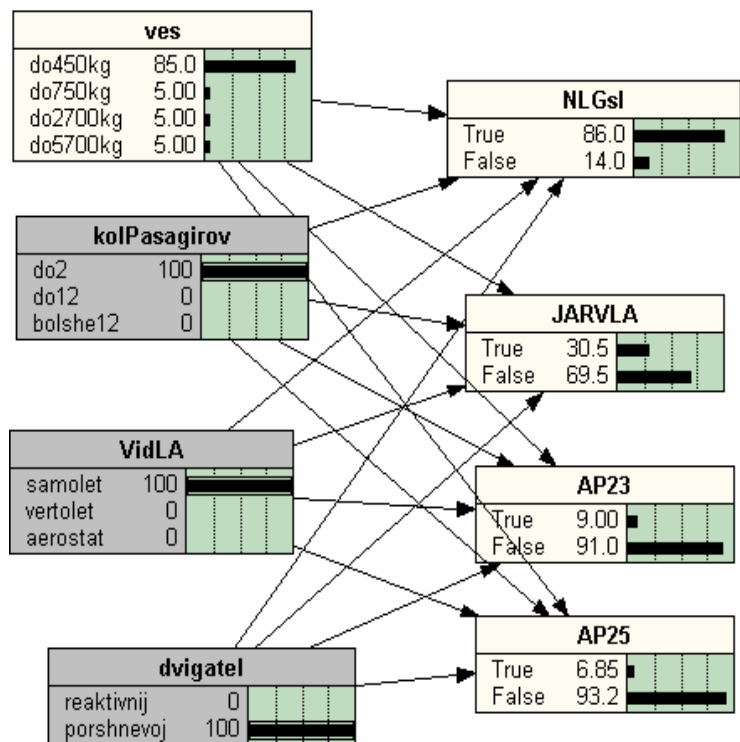 ves
do450kg 85.0
do750kg 5.00
do2700kg 5.00
do5700kg 5.00
NLGsl
True 86.0
False 14.0
kolPasagirov
do2 100
do12 0
bolshe12 0
JARVLA
True 30.5
False 69.5
VidLA
samolet 100
vertolet 0
aerostat 0
AP23
True 9.00
False 91.0
AP25
True 6.85
False 93.2
dvigatel
reaktivnij 0
porshnevoj 100